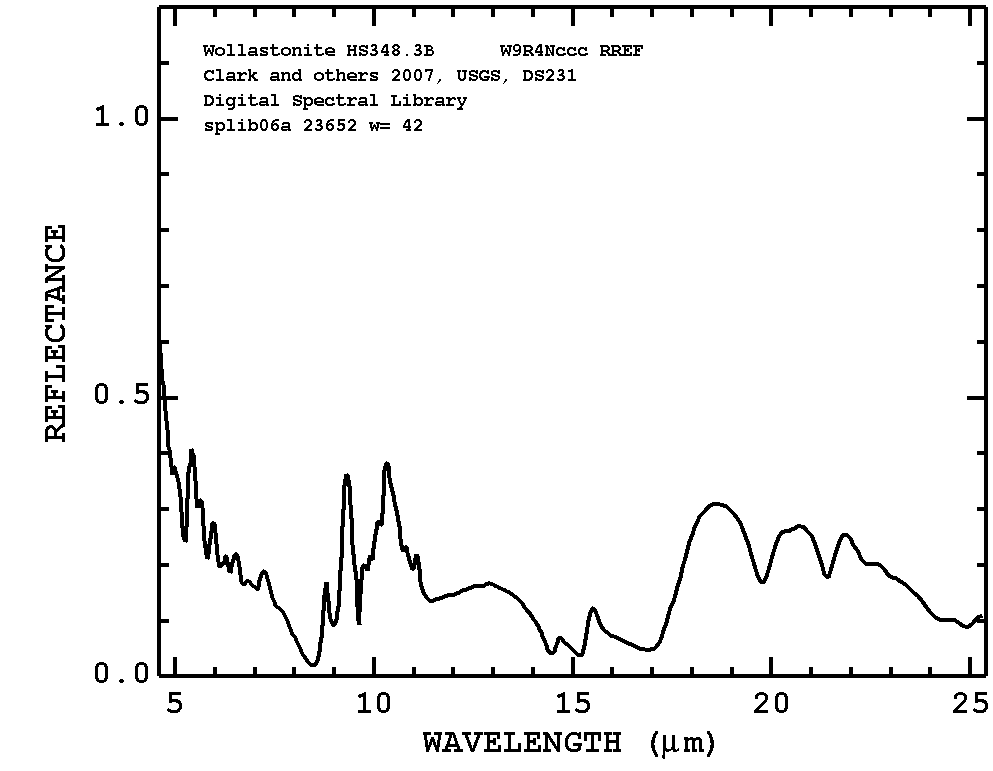 Wollastonite HS348.3B W9R4Nccc RREF
Clark and others 2007, USGS, DS231
Digital Spectral Library
splib06a 23652 w= 42
1.0
0.5
0.0
REFLECTANCE
5 10 15 20 25
WAVELENGTH (μm)